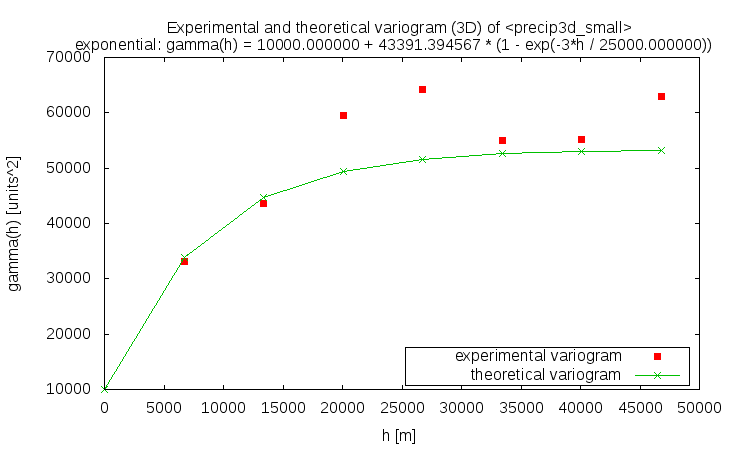 Experimental and theoretical variogram (3D) of <precip3d_small>
exponential: gamma(h) = 10000.000000 + 43391.394567 * (1 - exp(-3*h / 25000.000000))
70000
60000
50000
40000
30000
20000
10000
gamma(h) [units^2]
experimental variogram
theoretical variogram
0 5000 10000 15000 20000 25000 30000 35000 40000 45000 50000
h [m]